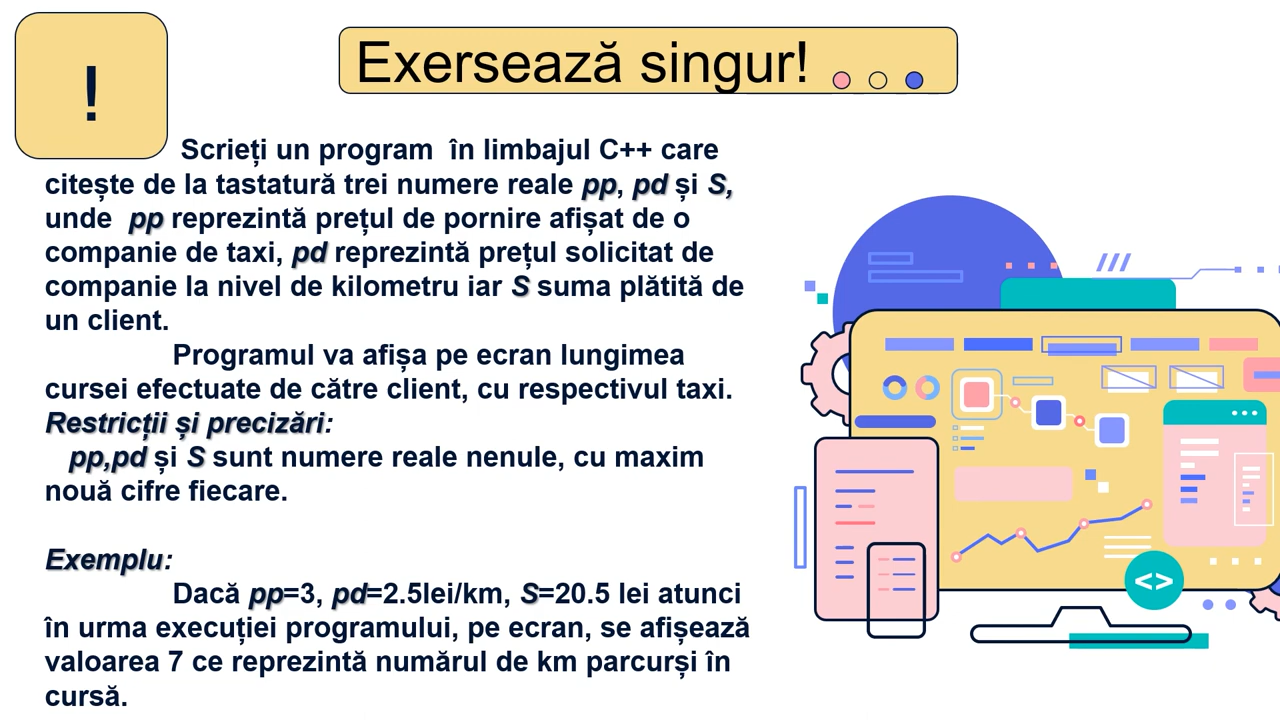 !
Exersează singur!
Scrieți un program în limbajul C++ care
citește de la tastatură trei numere reale pp, pd și S,
unde pp reprezintă prețul de pornire afișat de o
companie de taxi, pd reprezintă prețul solicitat de
companie la nivel de kilometru iar S suma plătită de
un client.
Programul va afișa pe ecran lungimea
cursei efectuate de către client, cu respectivul taxi.
Restricții și precizări:
pp,pd și S sunt numere reale nenule, cu maxim
nouă cifre fiecare.
Exemplu:
Dacă pp=3, pd=2.5lei/km, S=20.5 lei atunci
în urma execuției programului, pe ecran, se afișează
valoarea 7 ce reprezintă numărul de km parcurși în
cursă.
<>